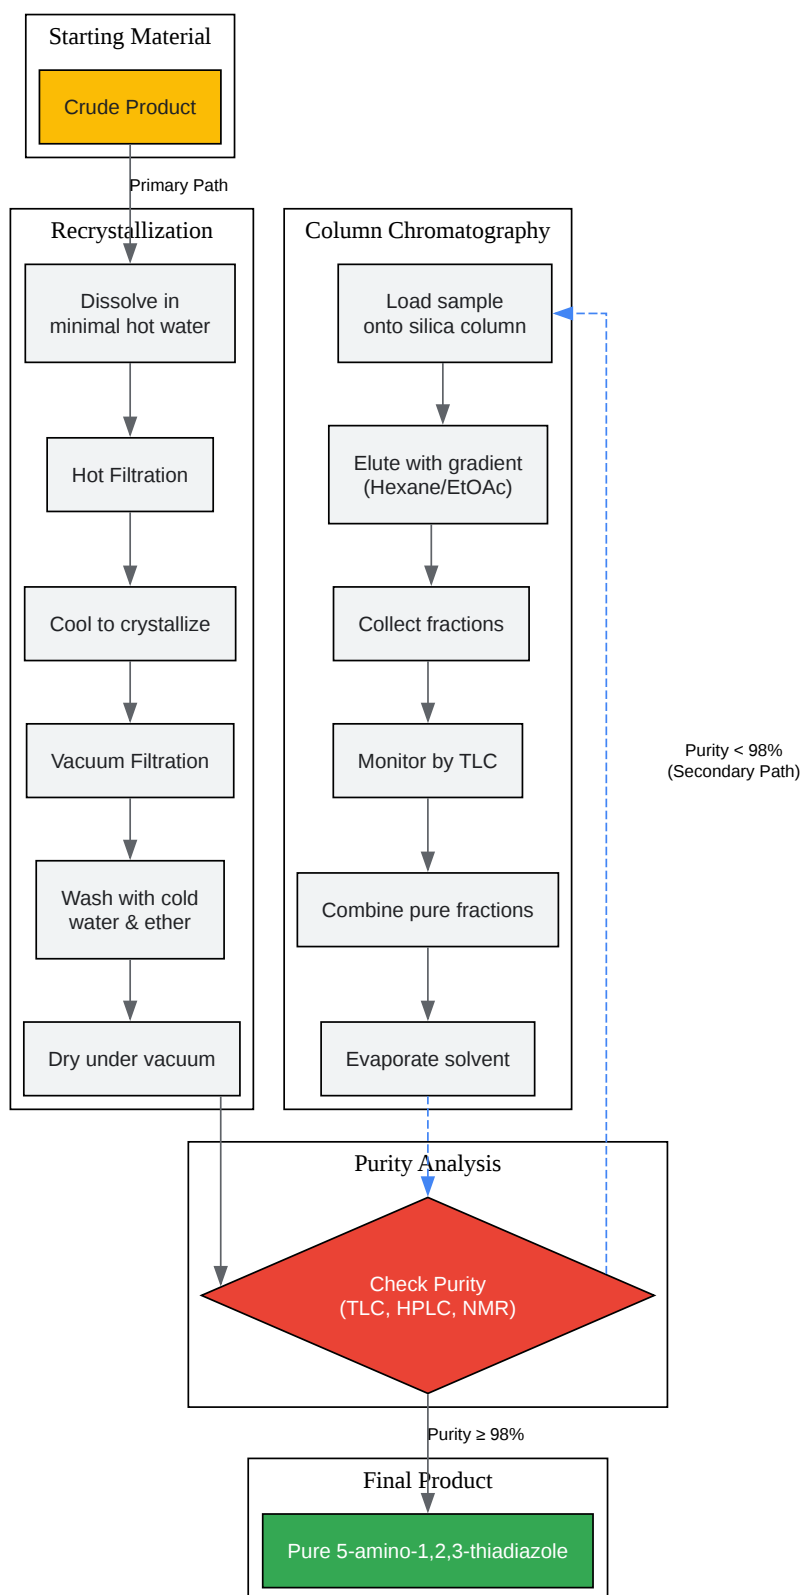 Starting Material
Crude Product
Primary Path
Recrystallization
Dissolve in
minimal hot water
Hot Filtration
Cool to crystallize
Vacuum Filtration
Wash with cold
water & ether
Dry under vacuum
Column Chromatography
Load sample
onto silica column
Elute with gradient
(Hexane/EtOAc)
Collect fractions
Monitor by TLC
Combine pure fractions
Evaporate solvent
Purity < 98%
(Secondary Path)
Purity Analysis
Check Purity
(TLC, HPLC, NMR)
Purity ≥ 98%
Final Product
Pure 5-amino-1,2,3-thiadiazole